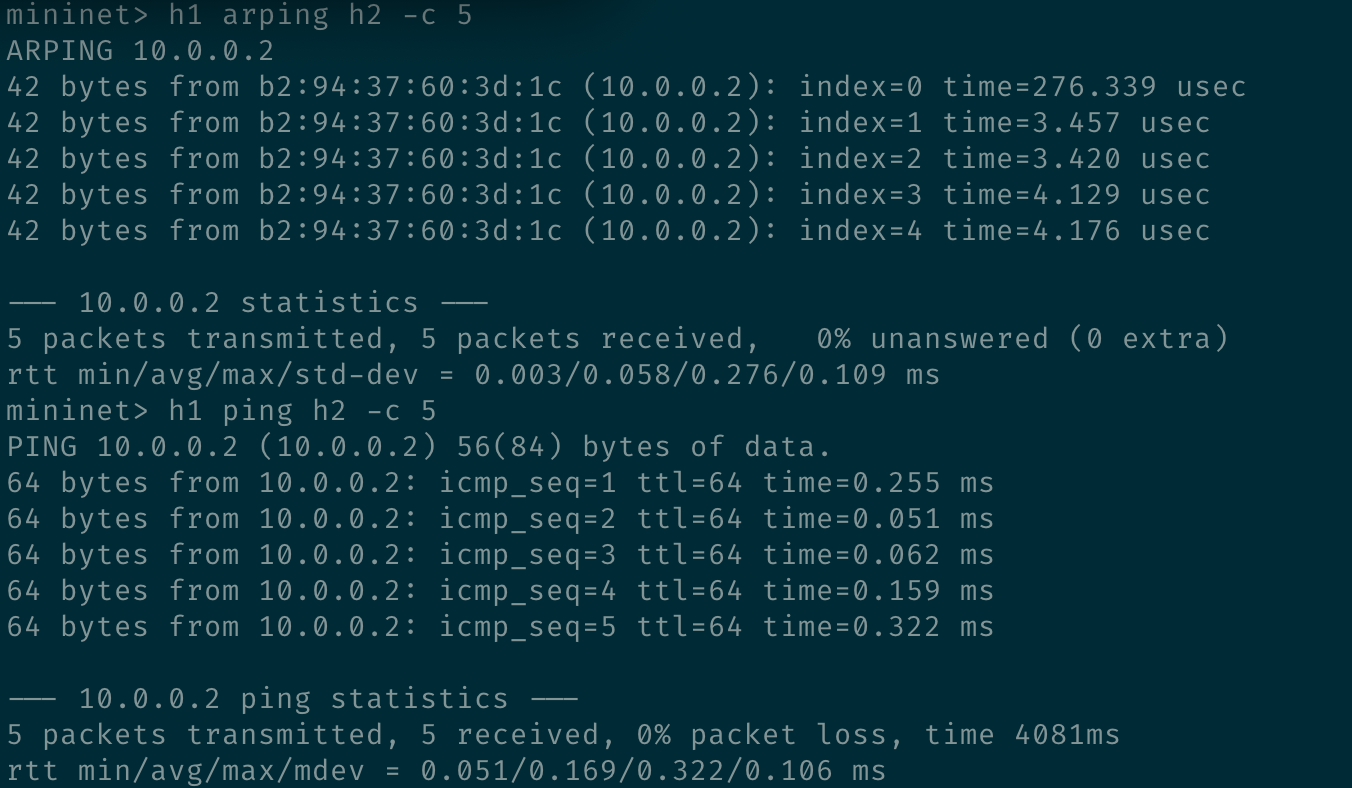 mininet> h1 arping h2 -c 5
ARPING 10.0.0.2
42 bytes from b2:94:37:60:3d:1c (10.0.0.2): index=0 time=276.339 usec
42 bytes from b2:94:37:60:3d:1c (10.0.0.2): index=1 time=3.457 usec
42 bytes from b2:94:37:60:3d:1c (10.0.0.2): index=2 time=3.420 usec
42 bytes from b2:94:37:60:3d:1c (10.0.0.2): index=3 time=4.129 usec
42 bytes from b2:94:37:60:3d:1c (10.0.0.2): index=4 time=4.176 usec
--- 10.0.0.2 statistics ---
5 packets transmitted, 5 packets received,   0% unanswered (0 extra)
rtt min/avg/max/std-dev = 0.003/0.058/0.276/0.109 ms
mininet> h1 ping h2 -c 5
PING 10.0.0.2 (10.0.0.2) 56(84) bytes of data.
64 bytes from 10.0.0.2: icmp_seq=1 ttl=64 time=0.255 ms
64 bytes from 10.0.0.2: icmp_seq=2 ttl=64 time=0.051 ms
64 bytes from 10.0.0.2: icmp_seq=3 ttl=64 time=0.062 ms
64 bytes from 10.0.0.2: icmp_seq=4 ttl=64 time=0.159 ms
64 bytes from 10.0.0.2: icmp_seq=5 ttl=64 time=0.322 ms
--- 10.0.0.2 ping statistics ---
5 packets transmitted, 5 received, 0% packet loss, time 4081ms
rtt min/avg/max/mdev = 0.051/0.169/0.322/0.106 ms